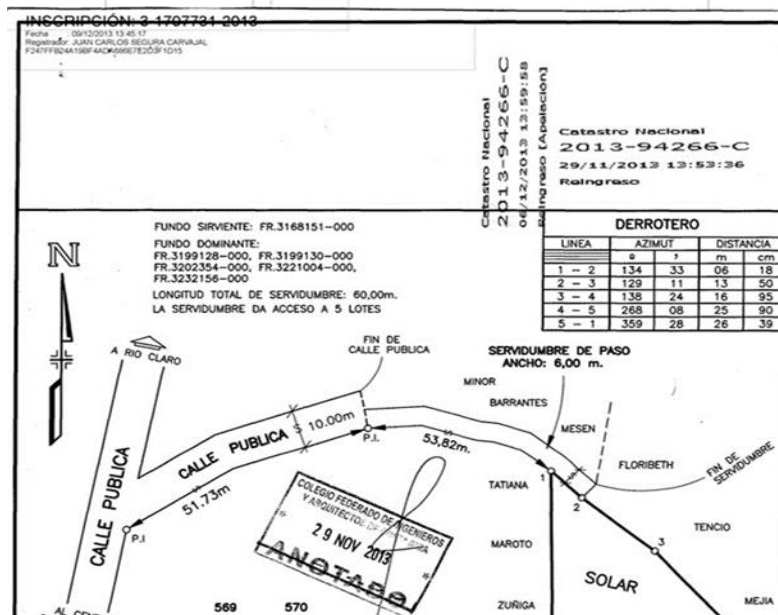 INSCRIPCIÓN: 3-1707731-2013
Fecha : 09/12/2013 13:45:17
Registrador: JUAN CARLOS SEGURA CARVAJAL
Catastro Nacional
2013-94266-C
06/12/2013 13:59:58
Reingreso [Apelacion]
Catastro Nacional
2013-94266-C
29/11/2013 13:53:36
Reingreso
FUNDO SIRVIENTE: FR.3168151-000
FUNDO DOMINANTE:
FR.3199128-000, FR.3199130-000
FR.3202354-000, FR.3221004-000,
FR.3232156-000
LONGITUD TOTAL DE SERVIDUMBRE: 60,00m.
LA SERVIDUMBRE DA ACCESO A 5 LOTES
DERROTERO
LINEA AZIMUT DISTANCIA
º ' m cm
1 - 2 134 33 06 18
2 - 3 129 11 13 50
3 - 4 138 24 16 95
4 - 5 268 08 25 90
5 - 1 359 28 26 39
N
A RIO CLARO
FIN DE
CALLE PUBLICA
SERVIDUMBRE DE PASO
ANCHO: 6,00 m.
MINOR
BARRANTES
MESEN
CALLE PUBLICA
10.00m
P.I.
53,82m.
51.73m
P.I
CALLE PUBLICA
FLORIBETH
FIN DE
SERVIDUMBRE
TATIANA
1
2
3
TENCIO
MAROTO
SOLAR
ZUÑIGA
MEJIA
COLEGIO FEDERADO DE INGENIEROS
Y ARQUITECTOS DE
29 NOV 2013
ANOTADO
569 570
AL